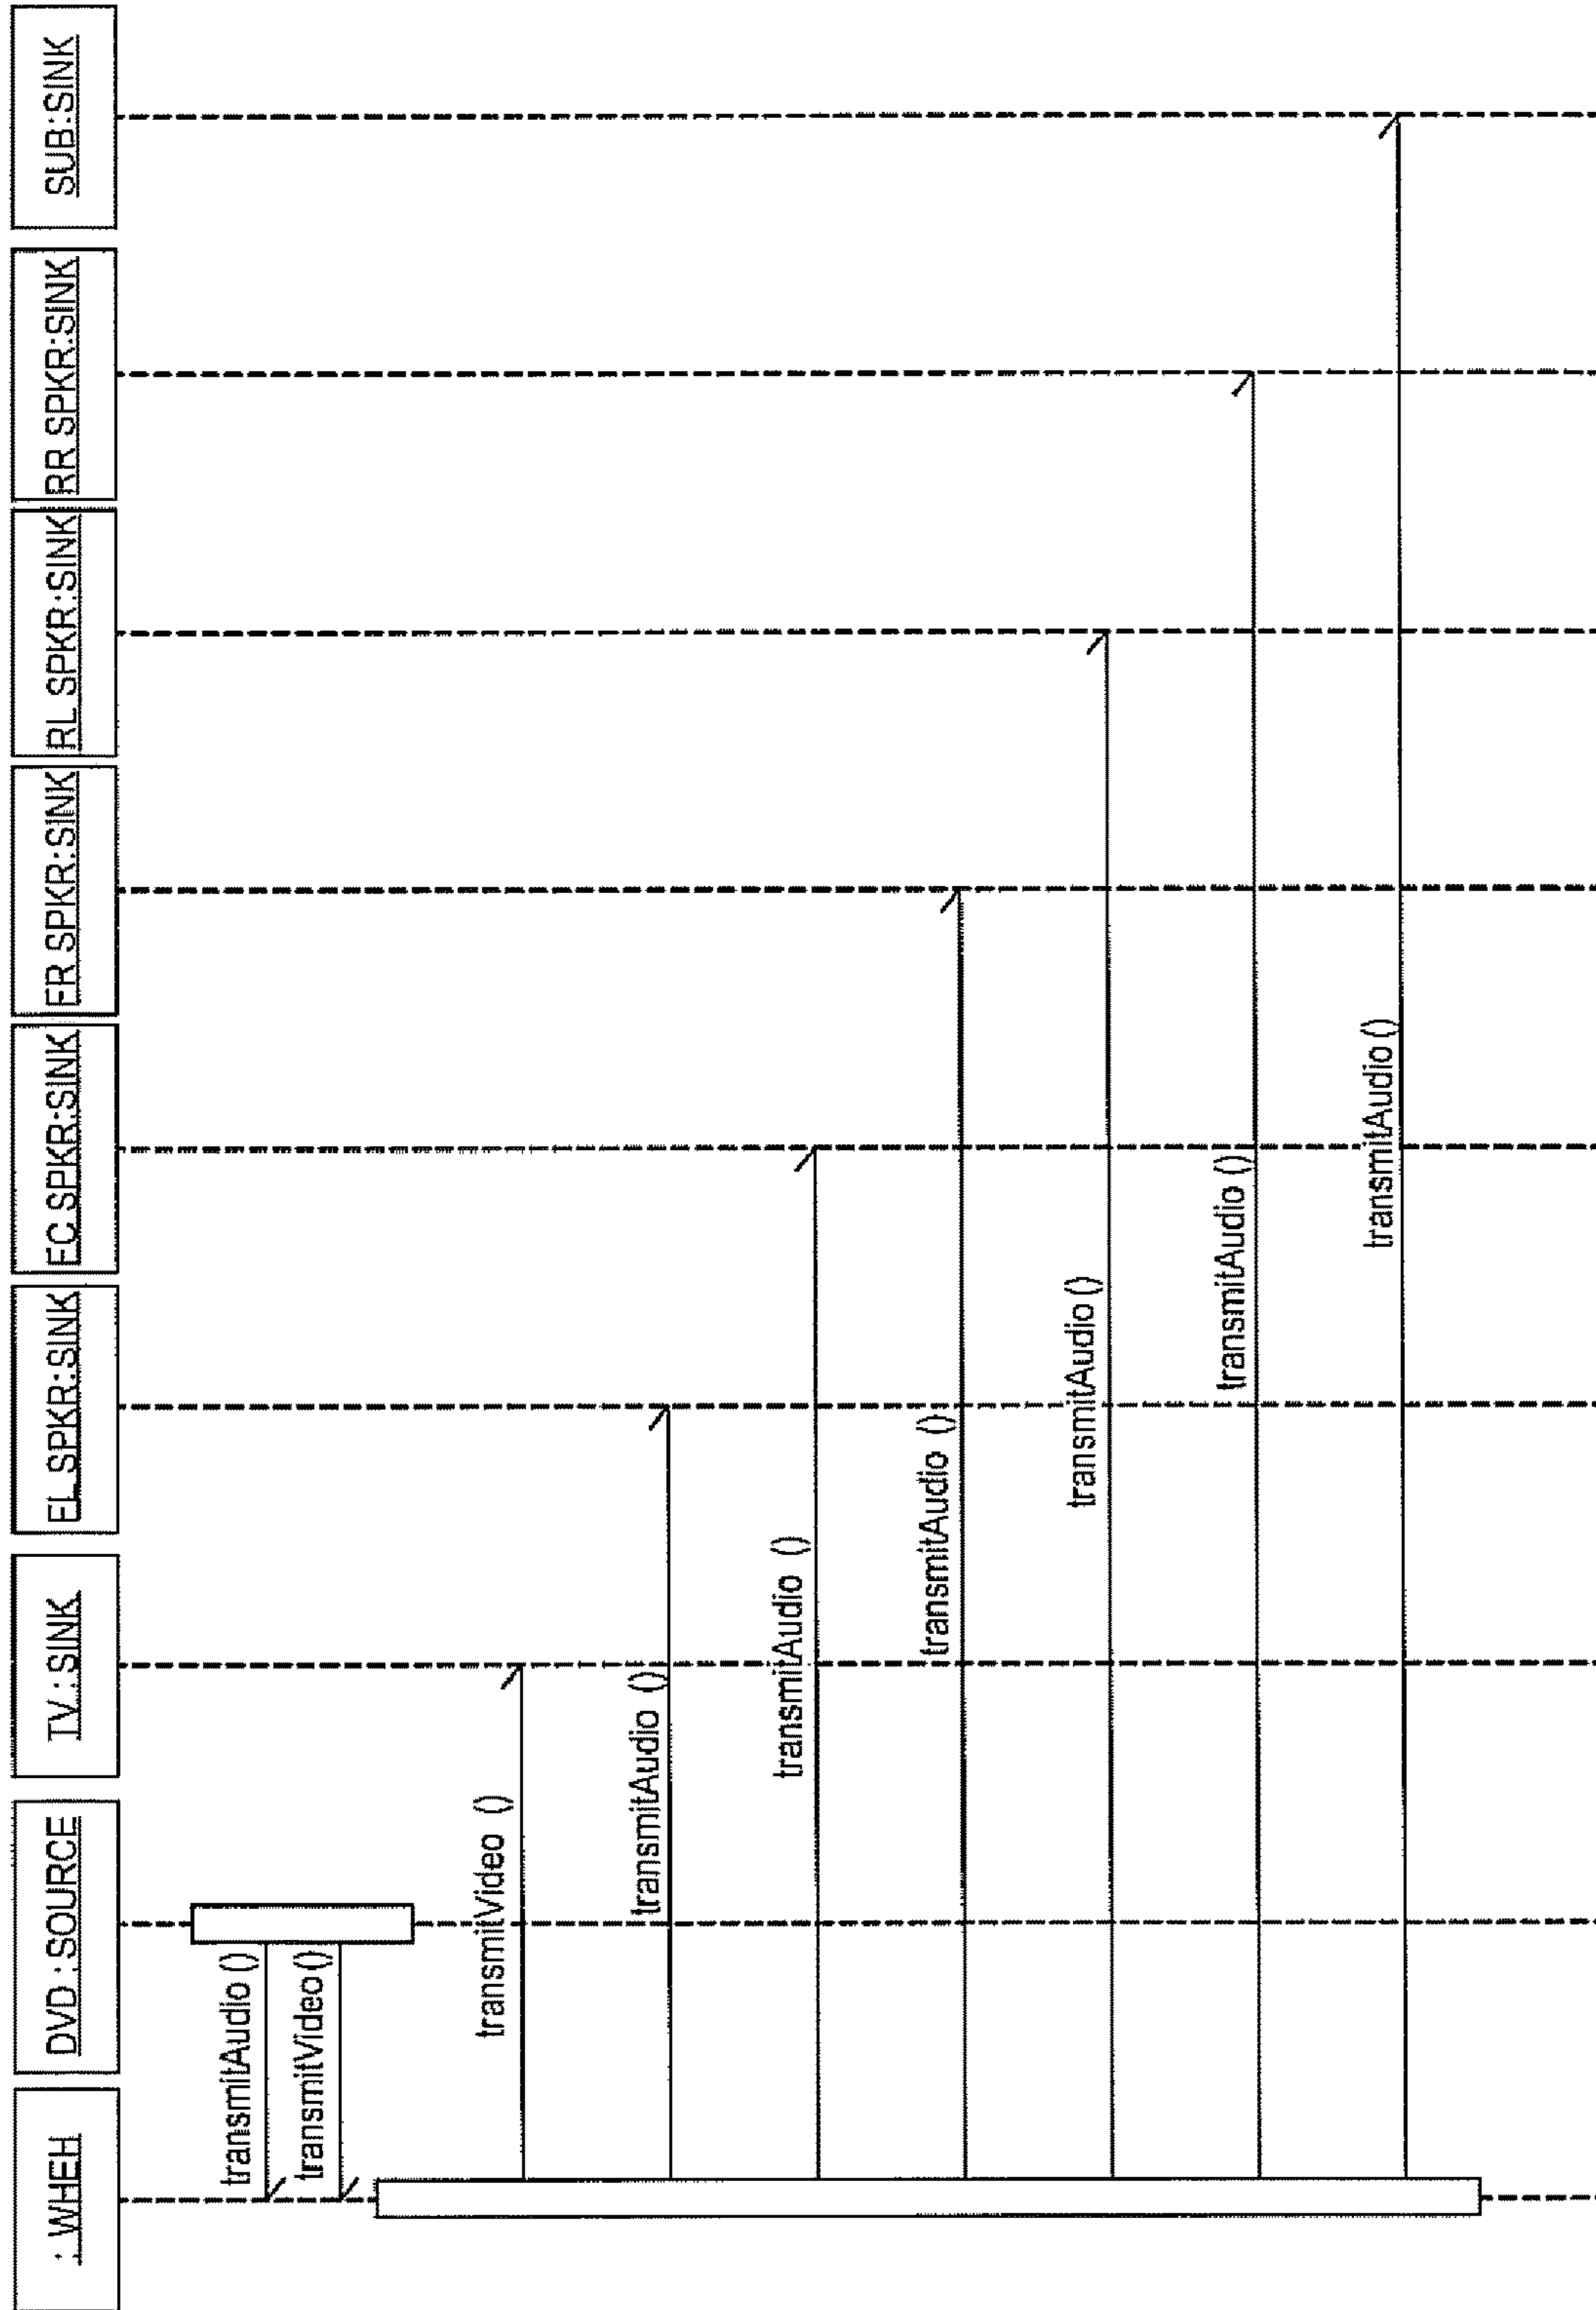 : WHEH
DVD :SOURCE
TV :SINK
FL SPKR:SINK
FC SPKR:SINK
FR SPKR:SINK
RL SPKR:SINK
RR SPKR:SINK
SUB:SINK
transmitAudio ()
transmitVideo ()
transmitVideo ()
transmitAudio ()
transmitAudio ()
transmitAudio ()
transmitAudio ()
transmitAudio ()
transmitAudio ()